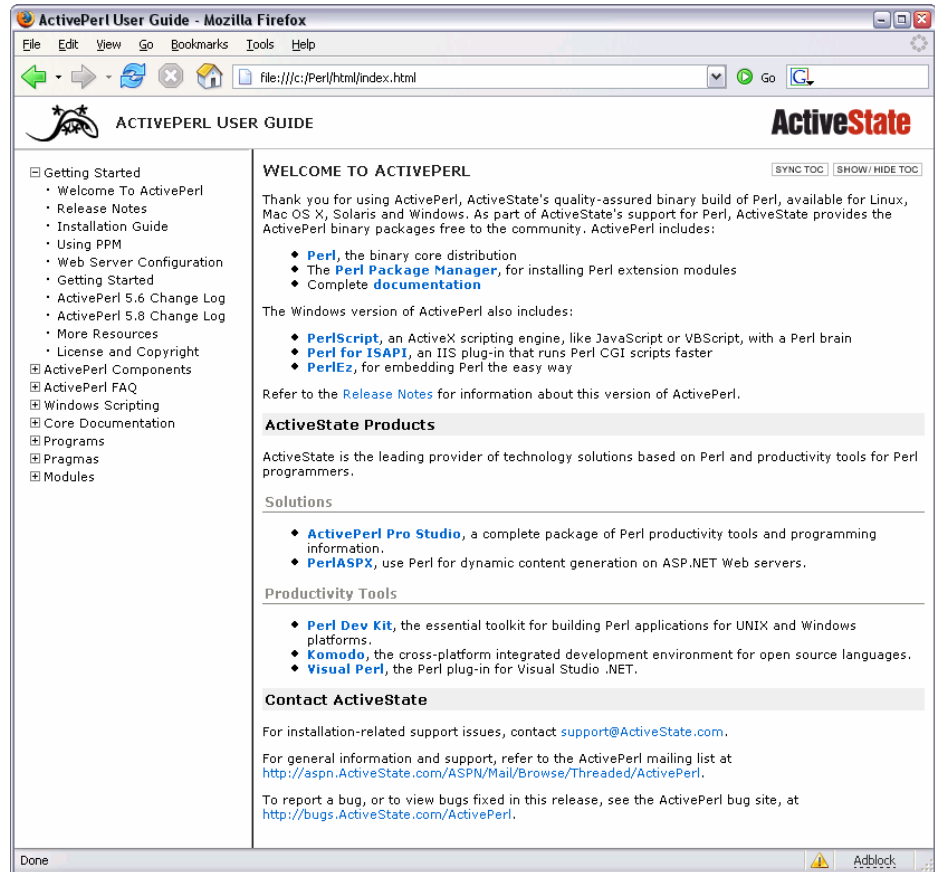 ActivePerl User Guide - Mozilla Firefox
File Edit View Go Bookmarks Tools Help
file:///c:/Perl/html/index.html
Go
G
ACTIVEPERL USER GUIDE
ActiveState
Getting Started
Welcome To ActivePerl
Release Notes
Installation Guide
Using PPM
Web Server Configuration
Getting Started
ActivePerl 5.6 Change Log
ActivePerl 5.8 Change Log
More Resources
License and Copyright
ActivePerl Components
ActivePerl FAQ
Windows Scripting
Core Documentation
Programs
Pragmas
Modules
WELCOME TO ACTIVEPERL
SYNC TOC SHOW/HIDE TOC
Thank you for using ActivePerl, ActiveState's quality-assured binary build of Perl, available for Linux,
Mac OS X, Solaris and Windows. As part of ActiveState's support for Perl, ActiveState provides the
ActivePerl binary packages free to the community. ActivePerl includes:
Perl, the binary core distribution
The Perl Package Manager, for installing Perl extension modules
Complete documentation
The Windows version of ActivePerl also includes:
PerlScript, an ActiveX scripting engine, like JavaScript or VBScript, with a Perl brain
Perl for ISAPI, an IIS plug-in that runs Perl CGI scripts faster
PerlEz, for embedding Perl the easy way
Refer to the Release Notes for information about this version of ActivePerl.
ActiveState Products
ActiveState is the leading provider of technology solutions based on Perl and productivity tools for Perl
programmers.
Solutions
ActivePerl Pro Studio, a complete package of Perl productivity tools and programming
information.
PerlASPX, use Perl for dynamic content generation on ASP.NET Web servers.
Productivity Tools
Perl Dev Kit, the essential toolkit for building Perl applications for UNIX and Windows
platforms.
Komodo, the cross-platform integrated development environment for open source languages.
Visual Perl, the Perl plug-in for Visual Studio .NET.
Contact ActiveState
For installation-related support issues, contact support@ActiveState.com.
For general information and support, refer to the ActivePerl mailing list at
http://aspn.ActiveState.com/ASPN/Mail/Browse/Threaded/ActivePerl.
To report a bug, or to view bugs fixed in this release, see the ActivePerl bug site, at
http://bugs.ActiveState.com/ActivePerl.
Done
Adblock